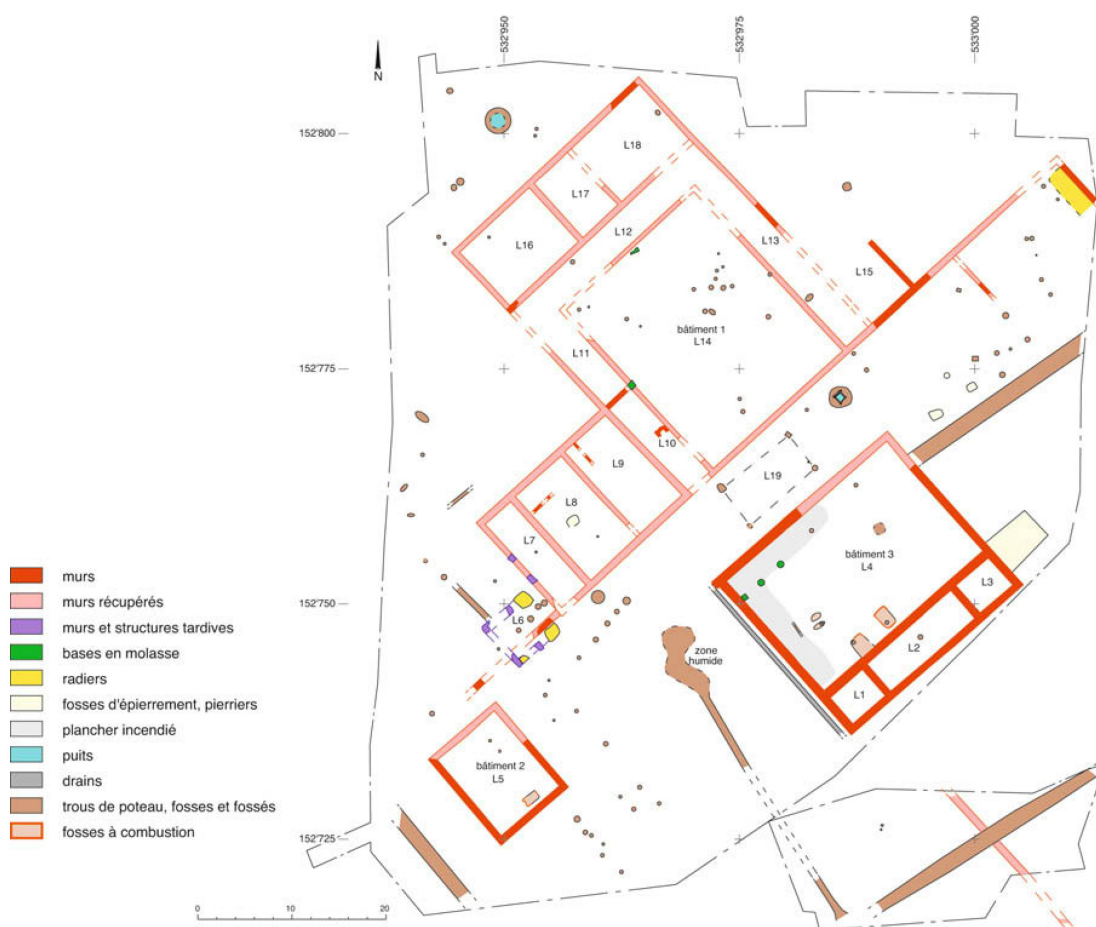 532'950
532'975
533'000
N
152'800
L18
L17
L16
L12
L13
L15
bâtiment 1
L14
L11
152'775
L10
L9
L19
L8
L7
bâtiment 3
L4
L3
152'750
L6
zone
humide
L2
L1
bâtiment 2
L5
152'725
murs
murs récupérés
murs et structures tardives
bases en molasse
radiers
fosses d'épierrement, pierriers
plancher incendié
puits
drains
trous de poteau, fosses et fossés
fosses à combustion
0 10 20